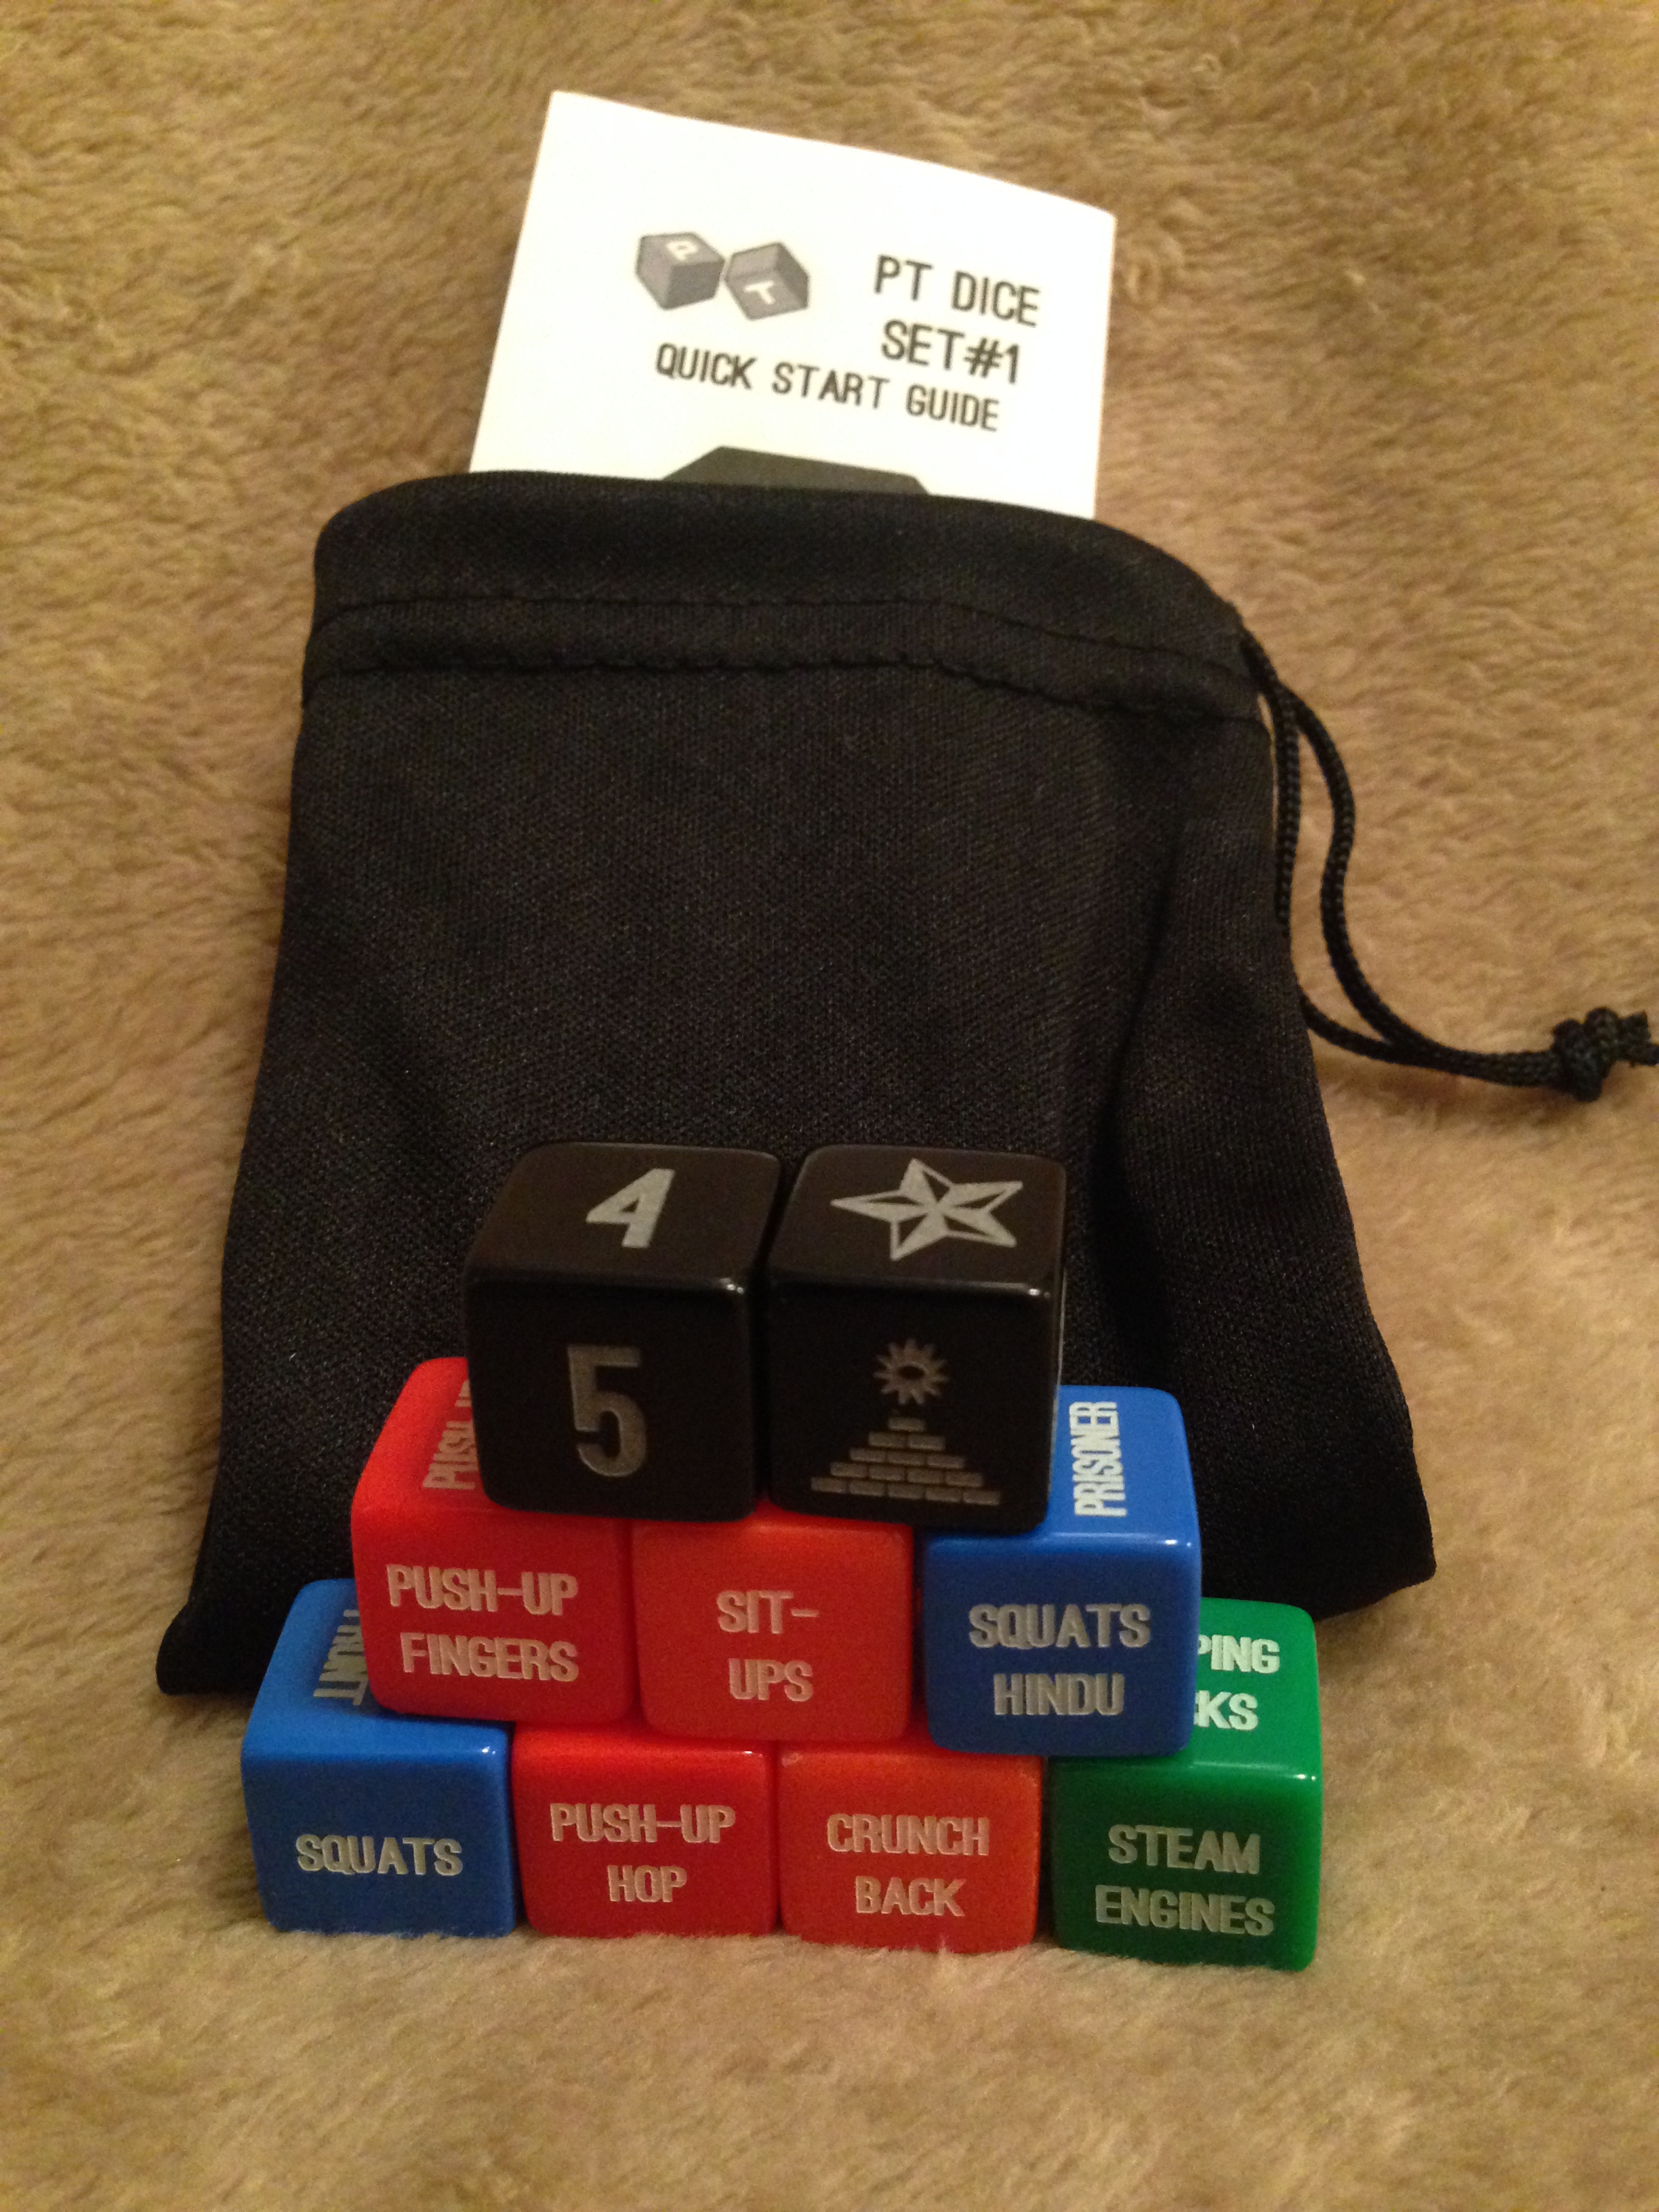 P
T
PT DICE
SET#1
QUICK START GUIDE
4
5
PRISONER
PUSH-UP
FINGERS
SIT-
UPS
SQUATS
HINDU
SQUATS
PUSH-UP
HOP
CRUNCH
BACK
STEAM
ENGINES